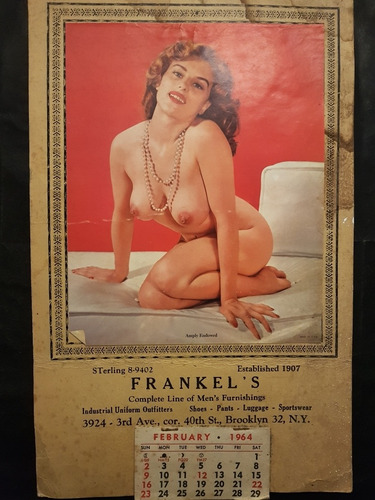 Amply Endowed
STerling 8-9402 Established 1907
FRANKEL'S
Complete Line of Men's Furnishings
Industrial Uniform Outfitters Shoes - Pants - Luggage - Sportswear
3924 - 3rd Ave., cor. 40th St., Brooklyn 32, N.Y.
FEBRUARY • 1964
SUN MON TUE WED THU FRI SAT
1
2 3 4 5 6 7 8
9 10 11 12 13 14 15
16 17 18 19 20 21 22
23 24 25 26 27 28 29